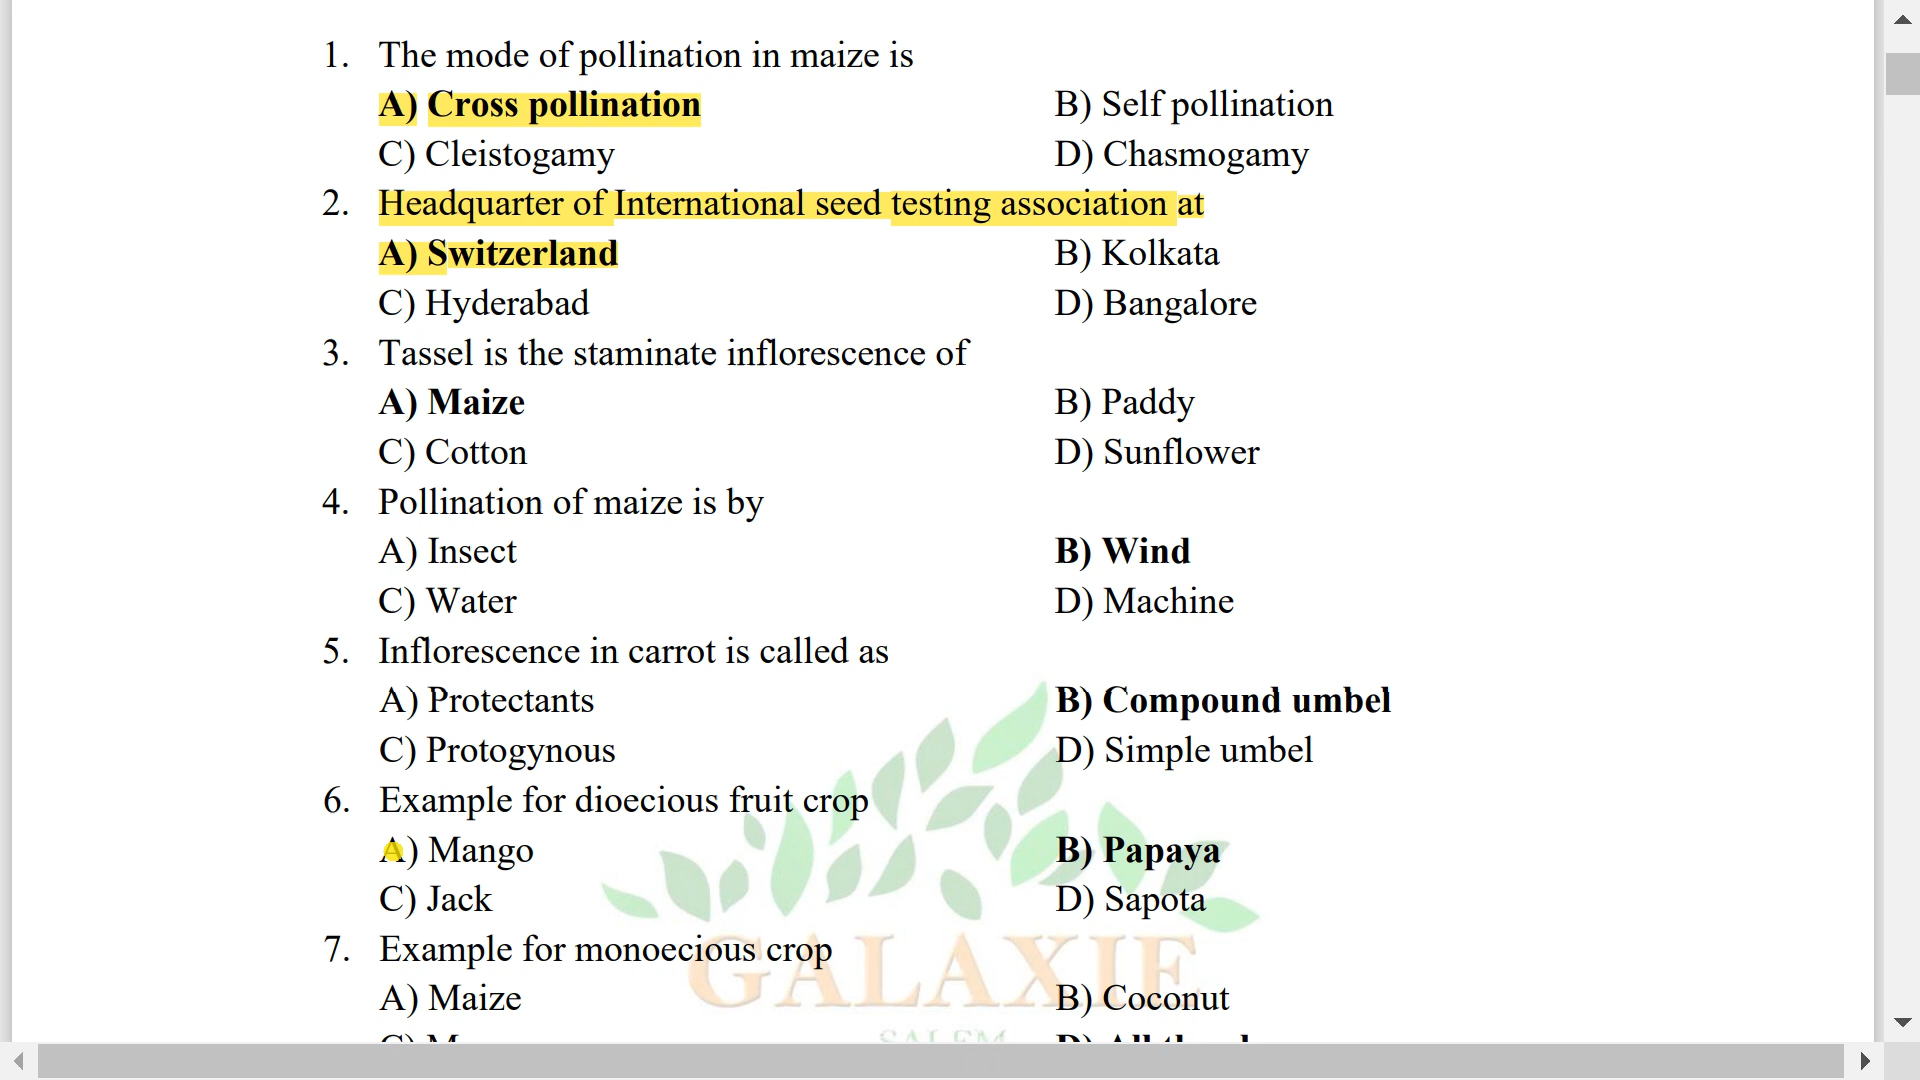 1. The mode of pollination in maize is
A) Cross pollination B) Self pollination
C) Cleistogamy D) Chasmogamy
2. Headquarter of International seed testing association at
A) Switzerland B) Kolkata
C) Hyderabad D) Bangalore
3. Tassel is the staminate inflorescence of
A) Maize B) Paddy
C) Cotton D) Sunflower
4. Pollination of maize is by
A) Insect B) Wind
C) Water D) Machine
5. Inflorescence in carrot is called as
A) Protectants B) Compound umbel
C) Protogynous D) Simple umbel
6. Example for dioecious fruit crop
A) Mango B) Papaya
C) Jack D) Sapota
7. Example for monoecious crop
GALAXIE
A) Maize B) Coconut
SALEM